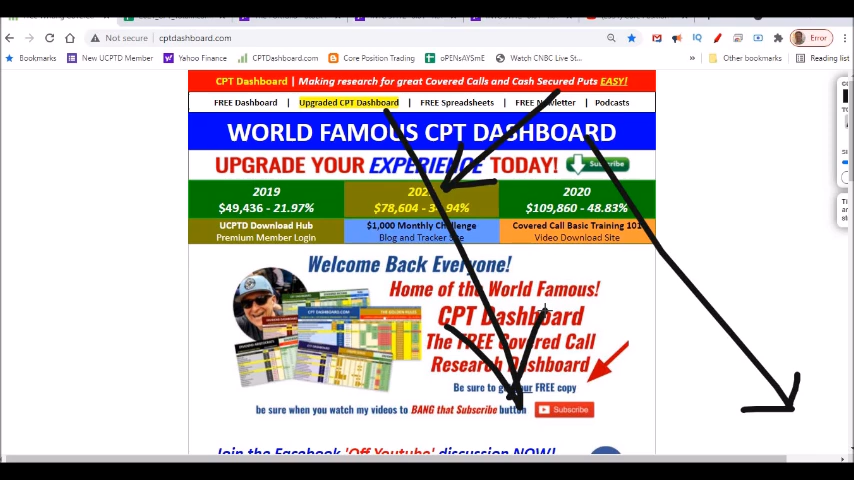 Not secure | cptdashboard.com
Error
Bookmarks New UCPTD Member Yahoo Finance CPTDashboard.com Core Position Trading oPENsAYSmE Watch CNBC Live St... Other bookmarks Reading list
CPT Dashboard | Making research for great Covered Calls and Cash Secured Puts EASY!
FREE Dashboard | Upgraded CPT Dashboard | FREE Spreadsheets | FREE | Podcasts
WORLD FAMOUS CPT DASHBOARD
UPGRADE YOUR EXPERIENCE TODAY! Subscribe
2019 2020
$49,436 - 21.97% $78,604 - $109,860 - 48.83%
UCPTD Download Hub $1,000 Monthly Challenge Covered Call Basic Training 101
Premium Member Login Blog and Tracker Site Video Download Site
Welcome Back Everyone!
Home of the World Famous!
CPT Dashboard
The FREE Covered Call
Research Dashboard
Be sure to get your FREE copy
be sure when you watch my videos to BANG that Subscribe button Subscribe
Join the Facebook 'Off Youtube' discussion NOW!